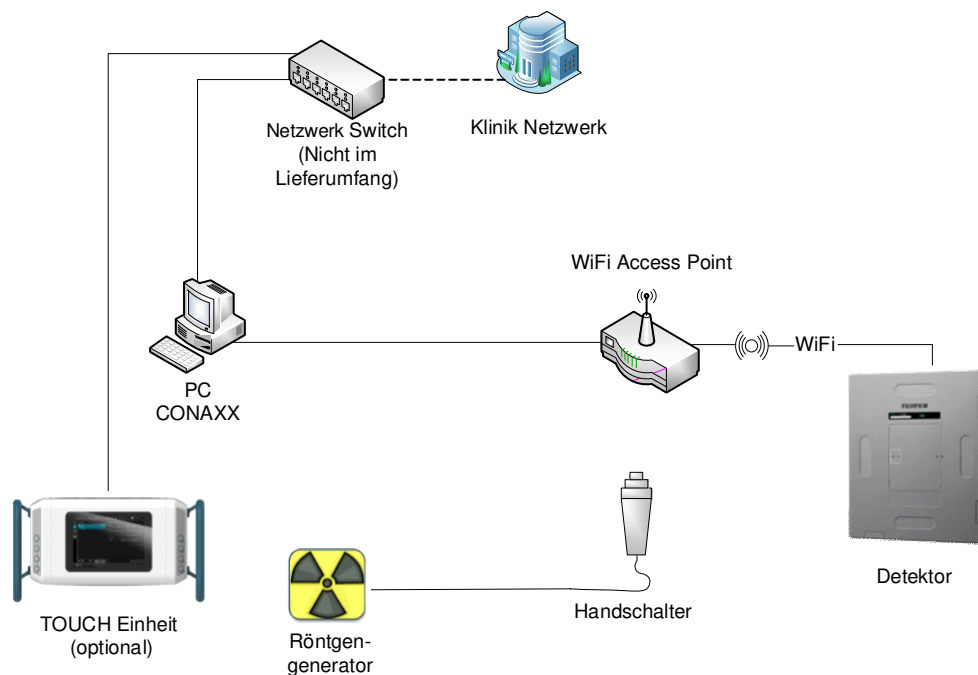 Netzwerk Switch
(Nicht im
Lieferumfang)
Klinik Netzwerk
WiFi Access Point
WiFi
PC
CONAXX
FUJIFILM
TOUCH Einheit
(optional)
Röntgen-
generator
Handschalter
Detektor